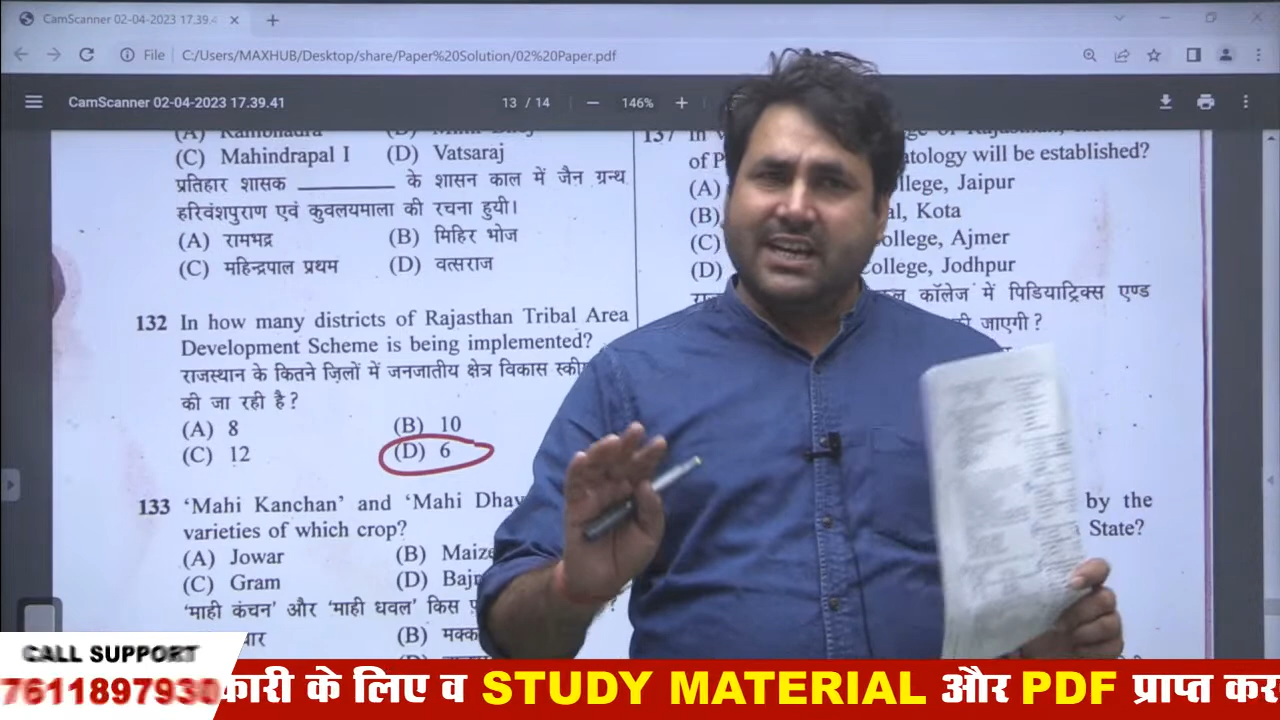 CamScanner 02-04-2023 17.39.4
File C:/Users/MAXHUB/Desktop/share/Paper%20Solution/02%20Paper.pdf
CamScanner 02-04-2023 17.39.41
13 / 14
146%
(C) Mahindrapal I (D) Vatsaraj
प्रतिहार शासक ________ के शासन काल में जैन ग्रन्थ
हरिवंशपुराण एवं कुवलयमाला की रचना हुयी।
(A) रामभद्र (B) मिहिर भोज
(C) महिन्द्रपाल प्रथम (D) वत्सराज
132 In how many districts of Rajasthan Tribal Area
Development Scheme is being implemented?
राजस्थान के कितने ज़िलों में जनजातीय क्षेत्र विकास
की जा रही है?
(A) 8 (B) 10
(C) 12 (D) 6
133 ‘Mahi Kanchan’ and ‘Mahi
varieties of which crop?
(A) Jowar (B) Maize
(C) Gram (D)
‘माही कंचन’ और ‘माही धवल’ किस
(B)
137 In
of will be established?
(A) College, Jaipur
(B) Kota
(C) College, Ajmer
(D) College, Jodhpur
कॉलेज में पिडियाट्रिक्स एण्ड
की जाएगी?
by the
State?
CALL SUPPORT
7611897930
के लिए व STUDY MATERIAL और PDF प्राप्त कर